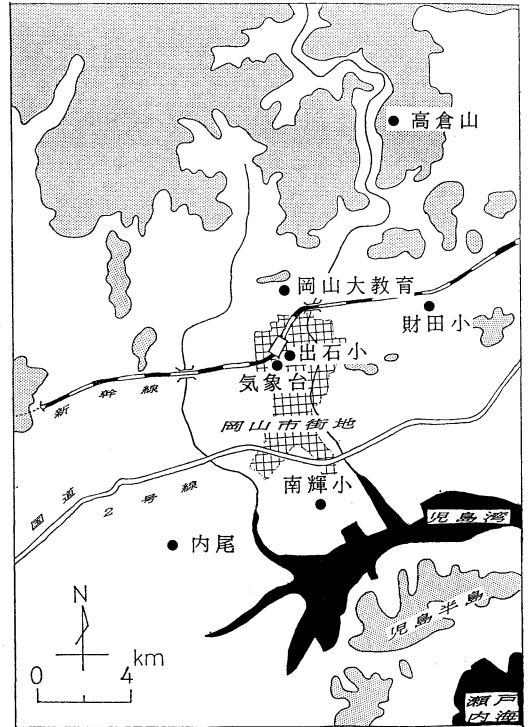 高倉山
岡山大教育
財田小
出石小
気象台
新幹線
岡山市街地
南輝小
国道2号線
児島湾
内尾
児島半島
N
0 4
km
瀬戸
内海